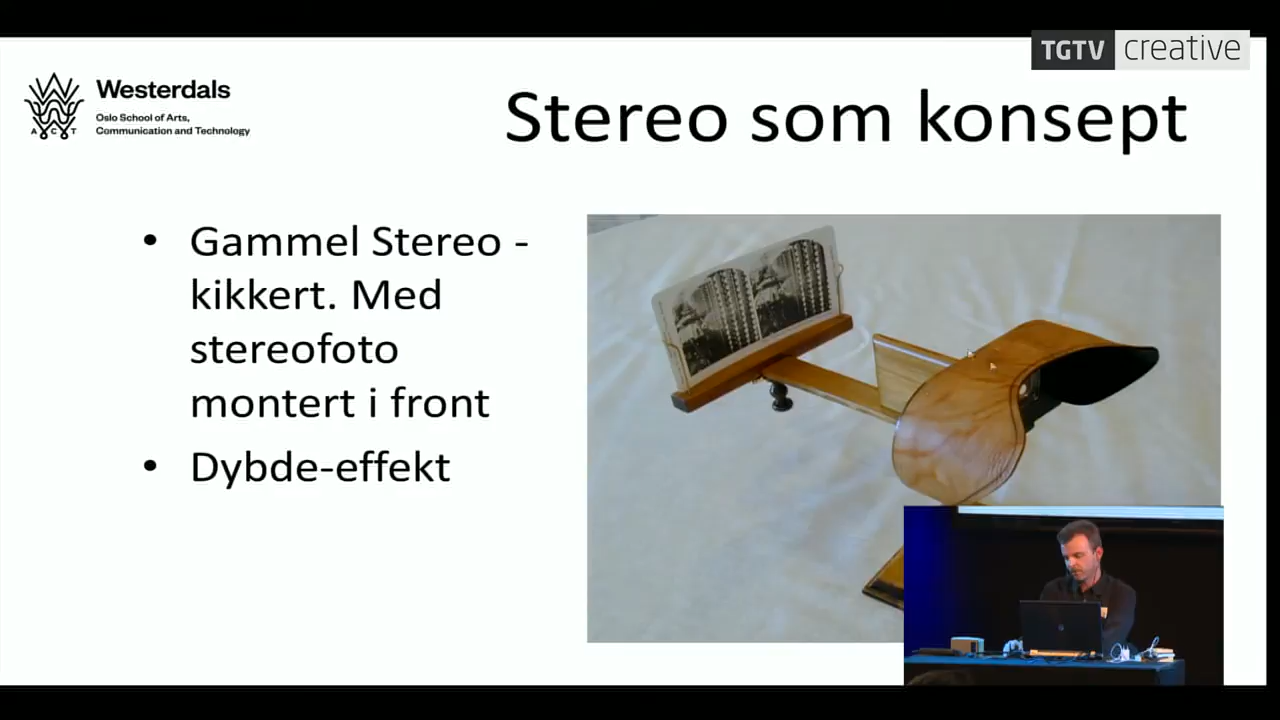 TGTV creative
Westerdals
Oslo School of Arts,
Communication and Technology
A C T
Stereo som konsept
• Gammel Stereo -
kikkert. Med
stereofoto
montert i front
• Dybde-effekt